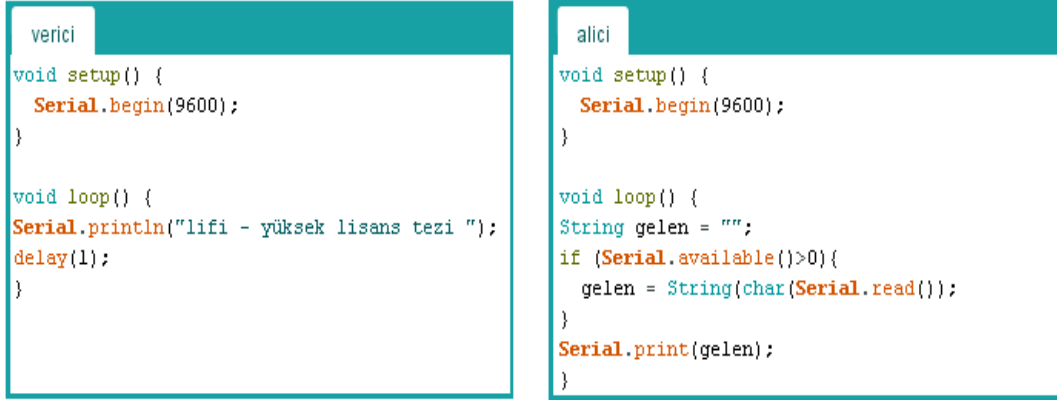 verici
void setup() {
  Serial.begin(9600);
}
void loop() {
Serial.println("lifi - yüksek lisans tezi ");
delay(1);
}
alici
void setup() {
  Serial.begin(9600);
}
void loop() {
String gelen = "";
if (Serial.available()>0){
  gelen = String(char(Serial.read());
}
Serial.print(gelen);
}